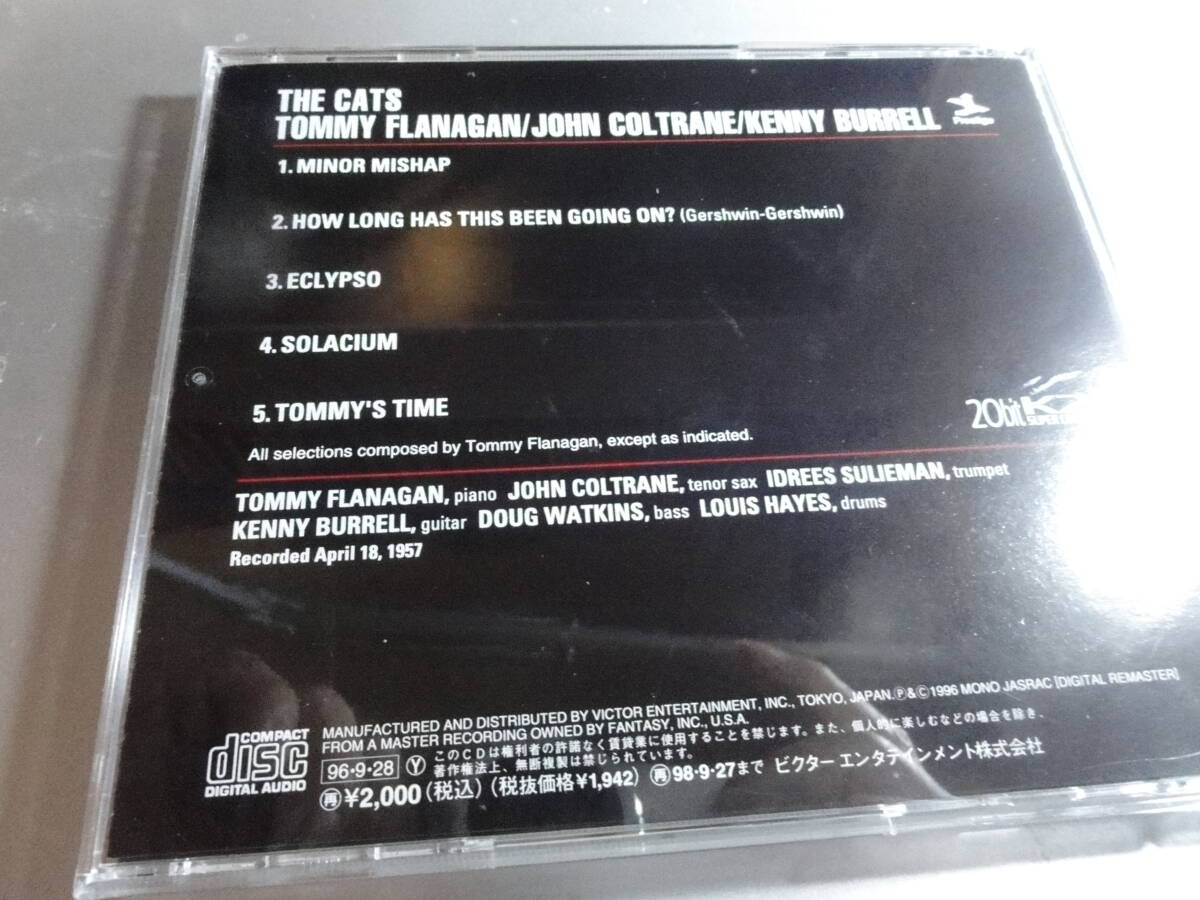 THE CATS
TOMMY FLANAGAN/JOHN COLTRANE/KENNY BURRELL
Prestige
1. MINOR MISHAP
2. HOW LONG HAS THIS BEEN GOING ON? (Gershwin-Gershwin)
3. ECLYPSO
4. SOLACIUM
5. TOMMY'S TIME
20bit K
SUPER
All selections composed by Tommy Flanagan, except as indicated.
TOMMY FLANAGAN, piano JOHN COLTRANE, tenor sax IDREES SULIEMAN, trumpet
KENNY BURRELL, guitar DOUG WATKINS, bass LOUIS HAYES, drums
Recorded April 18, 1957
MANUFACTURED AND DISTRIBUTED BY VICTOR ENTERTAINMENT, INC., TOKYO, JAPAN.Ⓟ&Ⓒ1996 MONO JASRAC [DIGITAL REMASTER]
FROM A MASTER RECORDING OWNED BY FANTASY, INC., U.S.A.
COMPACT
disc
DIGITAL AUDIO
96・9・28 Ⓨ
このCDは権利者の許諾なく賃貸業に使用することを禁じます。また、個人的に楽しむなどの場合を除き、
著作権法上、無断複製は禁じられています。
再¥2,000(税込)(税抜価格¥1,942) 再98・9・27まで ビクター エンタテインメント株式会社